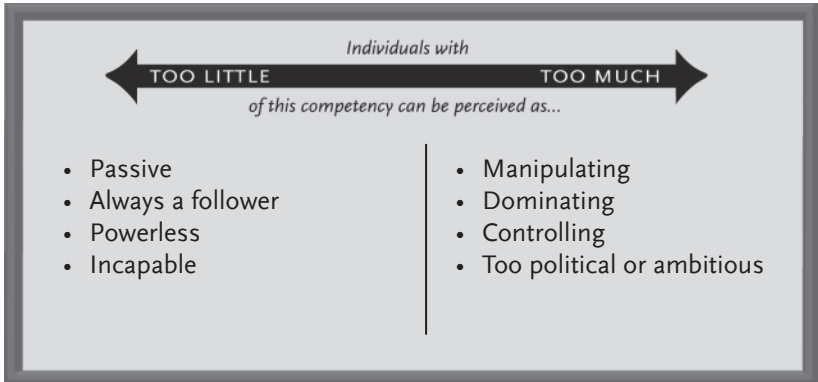 Individuals with
TOO LITTLE TOO MUCH
of this competency can be perceived as...
• Passive
• Always a follower
• Powerless
• Incapable
• Manipulating
• Dominating
• Controlling
• Too political or ambitious